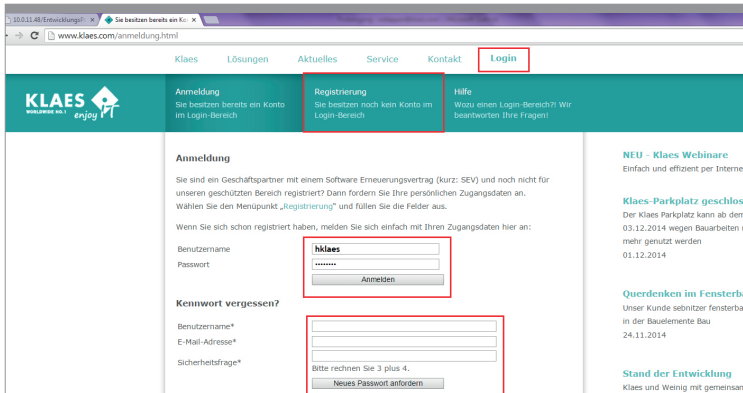 10.0.11.48/Entwicklungs
Sie besitzen bereits ein Ko
www.klaes.com/anmeldung.html
Klaes Lösungen Aktuelles Service Kontakt Login
KLAES
WORLDWIDE NO. 1
enjoy IT
Anmeldung
Sie besitzen bereits ein Konto
im Login-Bereich
Registrierung
Sie besitzen noch kein Konto im
Login-Bereich
Hilfe
Wozu einen Login-Bereich?! Wir
beantworten Ihre Fragen!
Anmeldung
Sie sind ein Geschäftspartner mit einem Software Erneuerungsvertrag (kurz: SEV) und noch nicht für
unseren geschützten Bereich registriert? Dann fordern Sie Ihre persönlichen Zugangsdaten an.
Wählen Sie den Menüpunkt „Registrierung" und füllen Sie die Felder aus.
Wenn Sie sich schon registriert haben, melden Sie sich einfach mit Ihren Zugangsdaten hier an:
Benutzername hklaes
Passwort ••••••••
Anmelden
Kennwort vergessen?
Benutzername*
E-Mail-Adresse*
Sicherheitsfrage*
Bitte rechnen Sie 3 plus 4.
Neues Passwort anfordern
NEU - Klaes Webinare
Einfach und effizient per Interne
Klaes-Parkplatz geschlos
Der Klaes Parkplatz kann ab dem
03.12.2014 wegen Bauarbeiten
mehr genutzt werden
01.12.2014
Querdenken im Fensterba
Unser Kunde sebnitzer fensterba
in der Bauelemente Bau
24.11.2014
Stand der Entwicklung
Klaes und Weinig mit gemeinsan